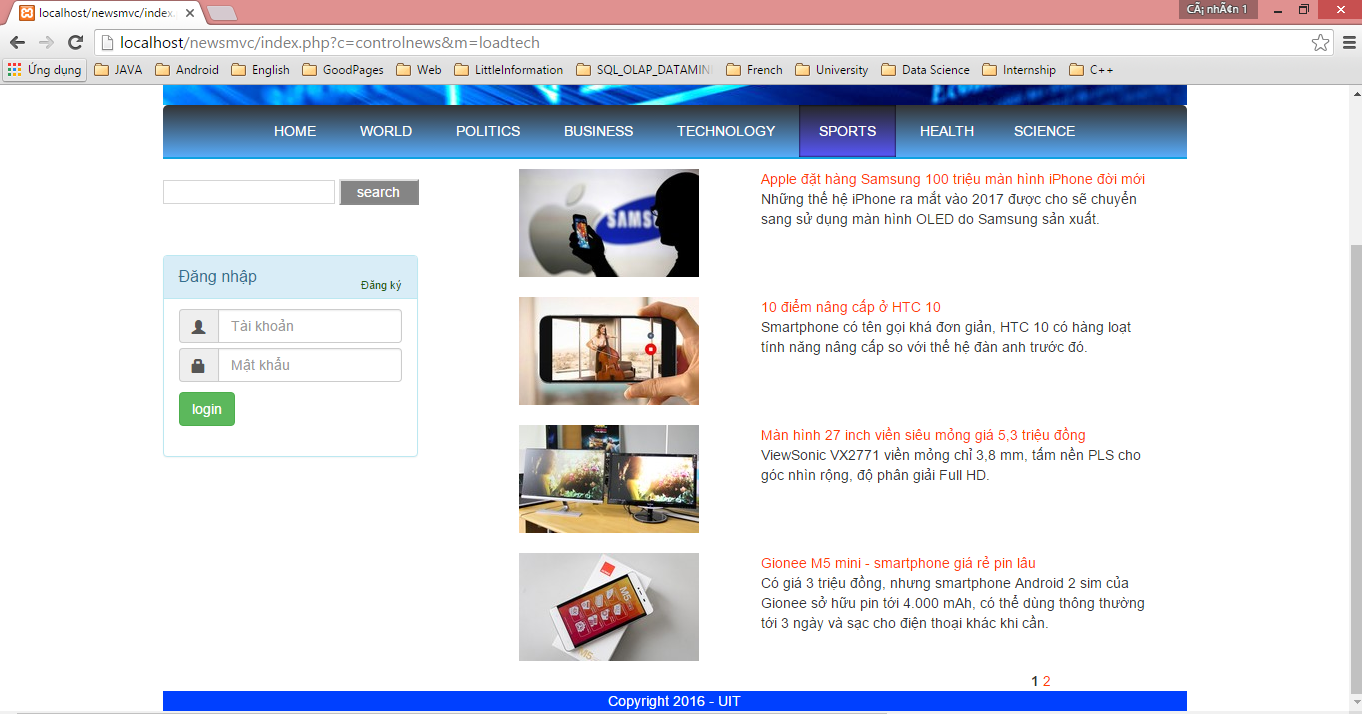 localhost/newsmvc/index.
CÃ¡ nhÃ¢n 1
localhost/newsmvc/index.php?c=controlnews&m=loadtech
Ứng dụng JAVA Android English GoodPages Web LittleInformation SQL_OLAP_DATAMIN French University Data Science Internship C++
HOME WORLD POLITICS BUSINESS TECHNOLOGY SPORTS HEALTH SCIENCE
search
Đăng nhập
Đăng ký
Tài khoản
Mật khẩu
login
SAMS
Apple đặt hàng Samsung 100 triệu màn hình iPhone đời mới
Những thế hệ iPhone ra mắt vào 2017 được cho sẽ chuyển
sang sử dụng màn hình OLED do Samsung sản xuất.
10 điểm nâng cấp ở HTC 10
Smartphone có tên gọi khá đơn giản, HTC 10 có hàng loạt
tính năng nâng cấp so với thế hệ đàn anh trước đó.
Màn hình 27 inch viền siêu mỏng giá 5,3 triệu đồng
ViewSonic VX2771 viền mỏng chỉ 3,8 mm, tấm nền PLS cho
góc nhìn rộng, độ phân giải Full HD.
M5
Gionee M5 mini - smartphone giá rẻ pin lâu
Có giá 3 triệu đồng, nhưng smartphone Android 2 sim của
Gionee sở hữu pin tới 4.000 mAh, có thể dùng thông thường
tới 3 ngày và sạc cho điện thoại khác khi cần.
1 2
Copyright 2016 - UIT